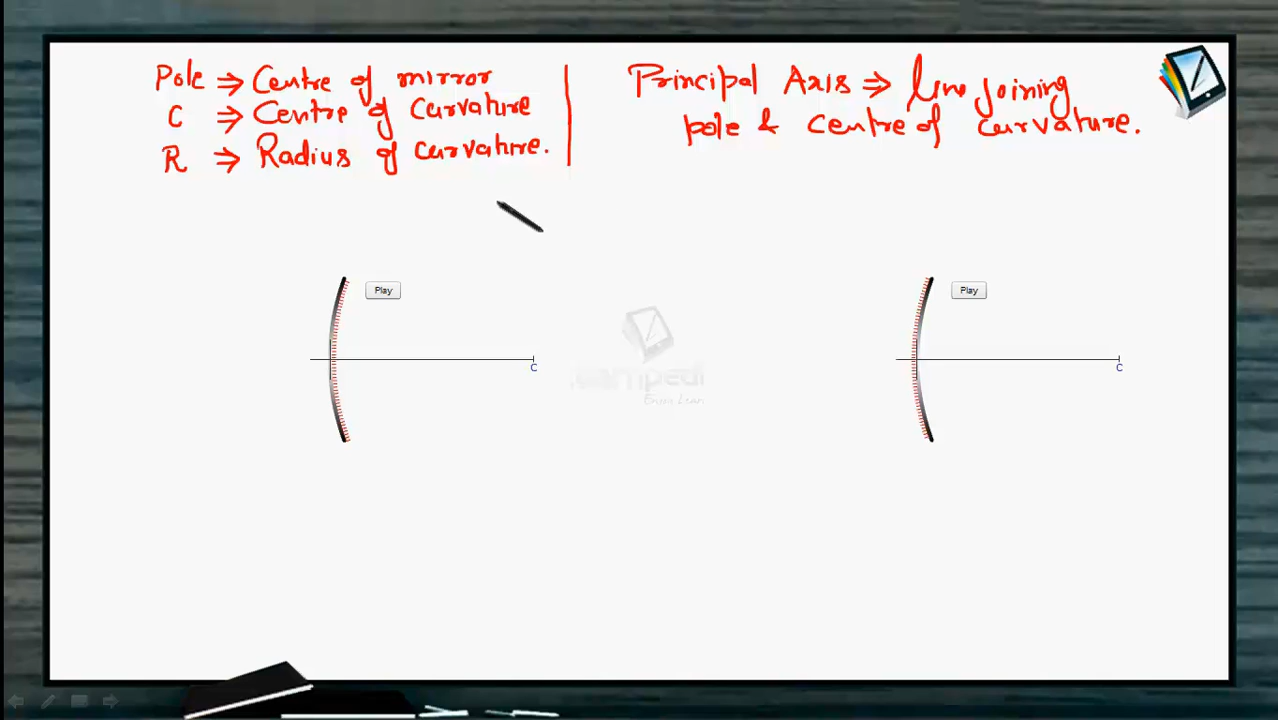 Pole ⇒ Centre of mirror
C ⇒ Centre of curvature
R ⇒ Radius of curvature.
Principal Axis ⇒ line joining
pole & centre of curvature.
Play
C
Play
C